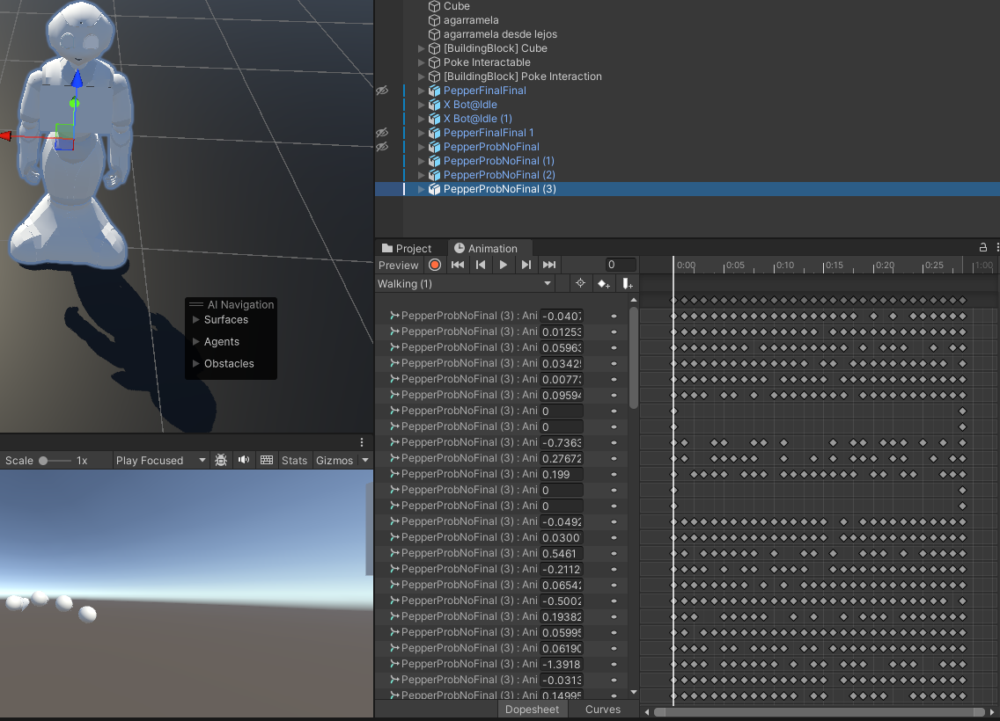 Cube
agarramela
agarramela desde lejos
[BuildingBlock] Cube
Poke Interactable
[BuildingBlock] Poke Interaction
PepperFinalFinal
X Bot@Idle
X Bot@Idle (1)
PepperFinalFinal 1
PepperProbNoFinal
PepperProbNoFinal (1)
PepperProbNoFinal (2)
PepperProbNoFinal (3)
AI Navigation
Surfaces
Agents
Obstacles
Scale 1x Play Focused Stats Gizmos
Project Animation
Preview 0 0:00 0:05 0:10 0:15 0:20 0:25 1:00
Walking (1)
PepperProbNoFinal (3) : Ani -0.0407
PepperProbNoFinal (3) : Ani 0.01253
PepperProbNoFinal (3) : Ani 0.05963
PepperProbNoFinal (3) : Ani 0.03425
PepperProbNoFinal (3) : Ani 0.00773
PepperProbNoFinal (3) : Ani 0.09594
PepperProbNoFinal (3) : Ani 0
PepperProbNoFinal (3) : Ani 0
PepperProbNoFinal (3) : Ani -0.7363
PepperProbNoFinal (3) : Ani 0.27672
PepperProbNoFinal (3) : Ani 0.199
PepperProbNoFinal (3) : Ani 0
PepperProbNoFinal (3) : Ani 0
PepperProbNoFinal (3) : Ani -0.0492
PepperProbNoFinal (3) : Ani 0.0300
PepperProbNoFinal (3) : Ani 0.5461
PepperProbNoFinal (3) : Ani -0.2112
PepperProbNoFinal (3) : Ani 0.06542
PepperProbNoFinal (3) : Ani -0.5002
PepperProbNoFinal (3) : Ani 0.19382
PepperProbNoFinal (3) : Ani 0.05995
PepperProbNoFinal (3) : Ani 0.06190
PepperProbNoFinal (3) : Ani -1.3918
PepperProbNoFinal (3) : Ani -0.0313
PepperProbNoFinal (3) : Ani 0.14995
Dopesheet Curves